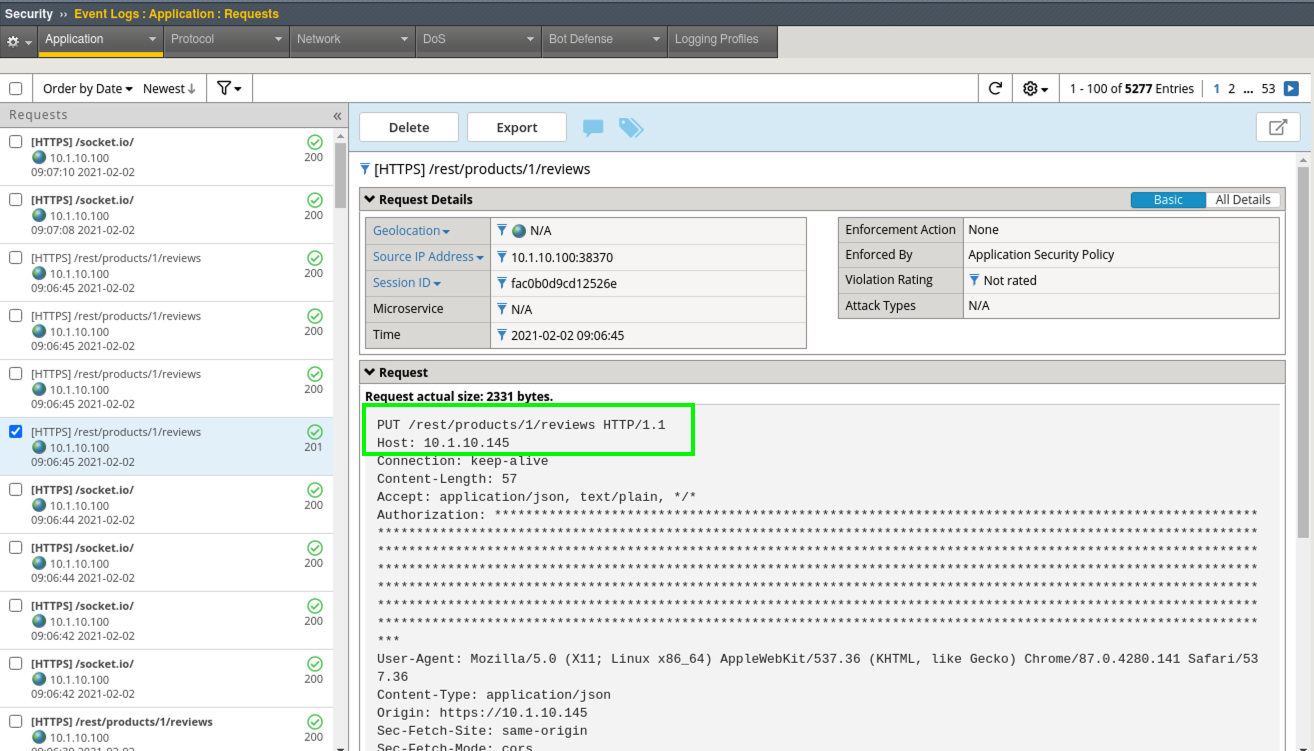 Security ›› Event Logs : Application : Requests
Application Protocol Network DoS Bot Defense Logging Profiles
Order by Date Newest 1 - 100 of 5277 Entries 1 2 ... 53
Requests «
[HTTPS] /socket.io/
10.1.10.100 200
09:07:10 2021-02-02
[HTTPS] /socket.io/
10.1.10.100 200
09:07:08 2021-02-02
[HTTPS] /rest/products/1/reviews
10.1.10.100 200
09:06:45 2021-02-02
[HTTPS] /rest/products/1/reviews
10.1.10.100 200
09:06:45 2021-02-02
[HTTPS] /rest/products/1/reviews
10.1.10.100 200
09:06:45 2021-02-02
[HTTPS] /rest/products/1/reviews
10.1.10.100 201
09:06:45 2021-02-02
[HTTPS] /socket.io/
10.1.10.100 200
09:06:44 2021-02-02
[HTTPS] /socket.io/
10.1.10.100 200
09:06:44 2021-02-02
[HTTPS] /socket.io/
10.1.10.100 200
09:06:42 2021-02-02
[HTTPS] /socket.io/
10.1.10.100 200
09:06:42 2021-02-02
[HTTPS] /rest/products/1/reviews
10.1.10.100 200
Delete Export
[HTTPS] /rest/products/1/reviews
Request Details Basic All Details
Geolocation N/A
Source IP Address 10.1.10.100:38370
Session ID fac0b0d9cd12526e
Microservice N/A
Time 2021-02-02 09:06:45
Enforcement Action None
Enforced By Application Security Policy
Violation Rating Not rated
Attack Types N/A
Request
Request actual size: 2331 bytes.
PUT /rest/products/1/reviews HTTP/1.1
Host: 10.1.10.145
Connection: keep-alive
Content-Length: 57
Accept: application/json, text/plain, */*
Authorization: **************************************************************************************************
*****************************************************************************************************************
*****************************************************************************************************************
*****************************************************************************************************************
*****************************************************************************************************************
*****************************************************************************************************************
*****************************************************************************************************************
***
User-Agent: Mozilla/5.0 (X11; Linux x86_64) AppleWebKit/537.36 (KHTML, like Gecko) Chrome/87.0.4280.141 Safari/53
7.36
Content-Type: application/json
Origin: https://10.1.10.145
Sec-Fetch-Site: same-origin
Sec-Fetch-Mode: cors